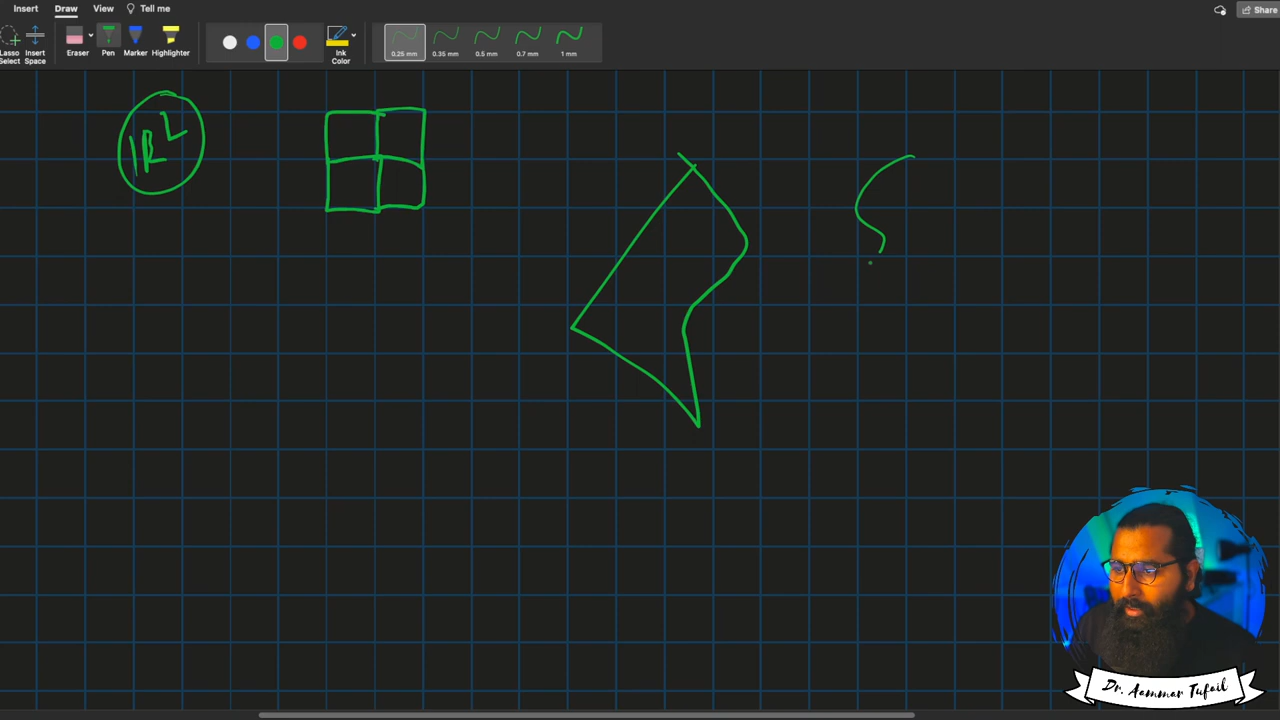 Insert Draw View Tell me Share
Lasso Select
Insert Space
Eraser
Pen
Marker
Highlighter
Ink Color
0.25 mm 0.35 mm 0.5 mm 0.7 mm 1 mm
Dr. Aammar Tufail